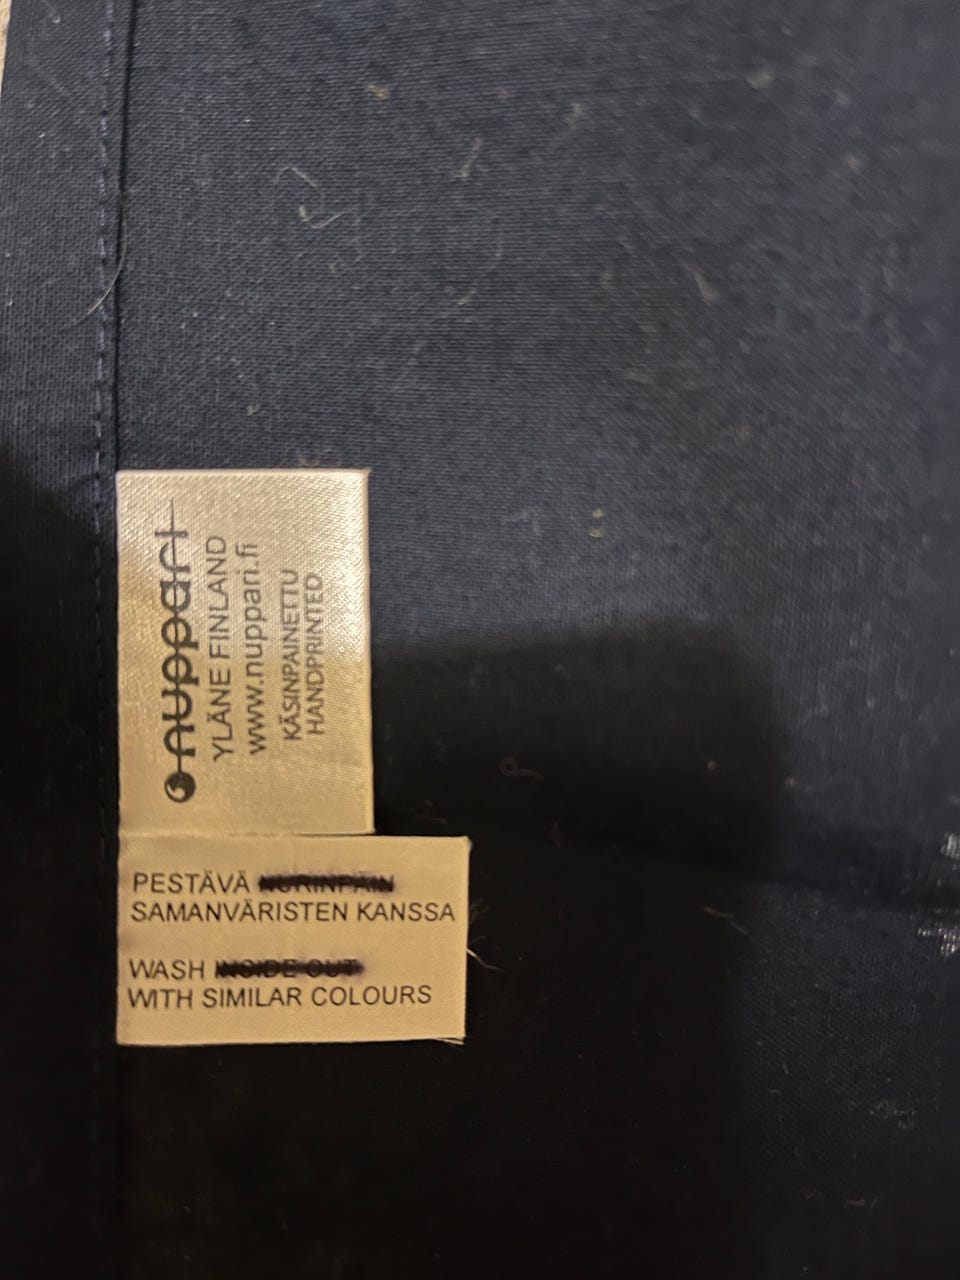 nuppari
YLÄNE FINLAND
www.nuppari.fi
KÄSINPAINETTU
HANDPRINTED
PESTÄVÄ NURINPÄIN
SAMANVÄRISTEN KANSSA
WASH INSIDE OUT
WITH SIMILAR COLOURS